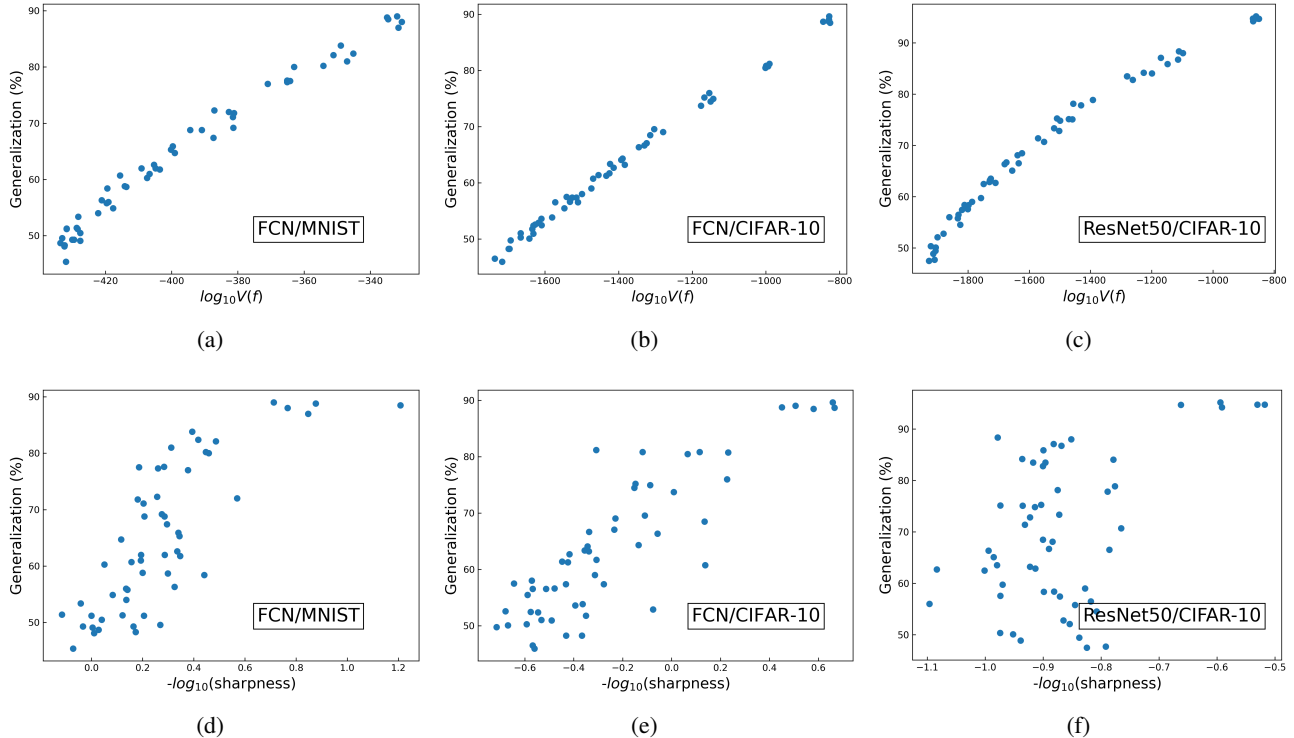 90
80
70
60
50
Generalization (%)
FCN/MNIST
−420 −400 −380 −360 −340
log10V(f)
(a)
90
80
70
60
50
Generalization (%)
FCN/CIFAR-10
−1600 −1400 −1200 −1000 −800
log10V(f)
(b)
90
80
70
60
50
Generalization (%)
ResNet50/CIFAR-10
−1800 −1600 −1400 −1200 −1000 −800
log10V(f)
(c)
90
80
70
60
50
Generalization (%)
FCN/MNIST
0.0 0.2 0.4 0.6 0.8 1.0 1.2
-log10(sharpness)
(d)
90
80
70
60
50
Generalization (%)
FCN/CIFAR-10
−0.6 −0.4 −0.2 0.0 0.2 0.4 0.6
-log10(sharpness)
(e)
90
80
70
60
50
Generalization (%)
ResNet50/CIFAR-10
−1.1 −1.0 −0.9 −0.8 −0.7 −0.6 −0.5
-log10(sharpness)
(f)